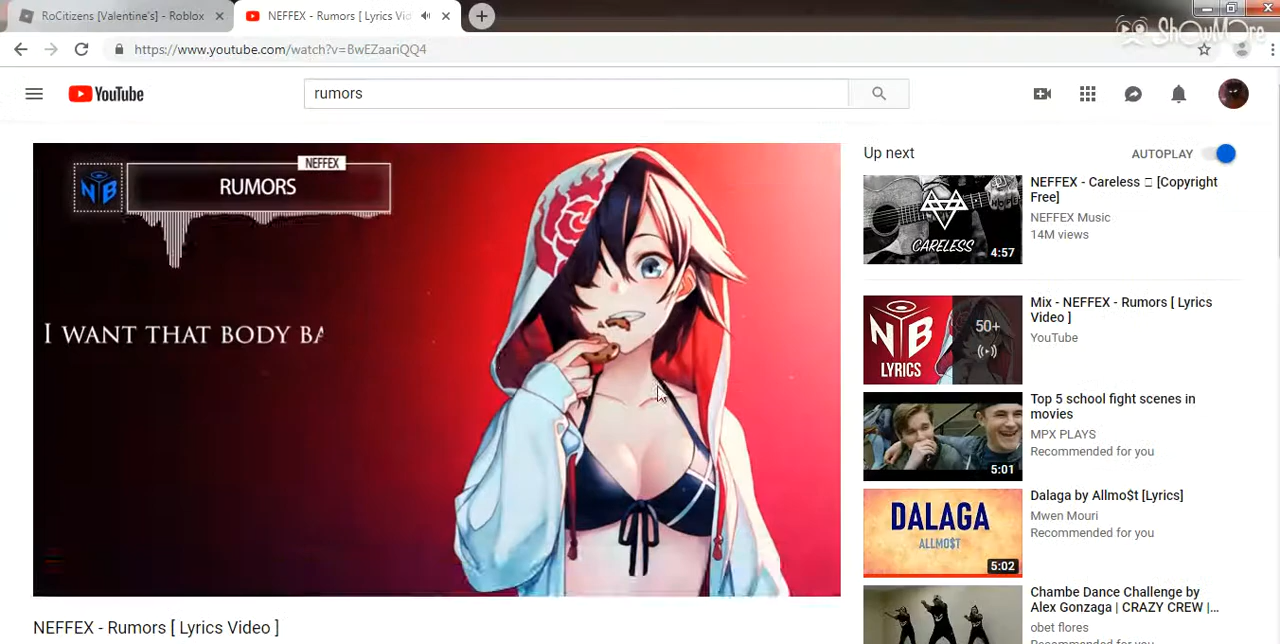 RoCitizens [Valentine's] - Roblox
NEFFEX - Rumors [ Lyrics Vid
ShowMore
https://www.youtube.com/watch?v=BwEZaariQQ4
YouTube
rumors
NEFFEX
NB
RUMORS
I WANT THAT BODY BA
NEFFEX - Rumors [ Lyrics Video ]
Up next
AUTOPLAY
CARELESS
4:57
NEFFEX - Careless [Copyright
Free]
NEFFEX Music
14M views
NB
LYRICS
50+
Mix - NEFFEX - Rumors [ Lyrics
Video ]
YouTube
5:01
Top 5 school fight scenes in
movies
MPX PLAYS
Recommended for you
DALAGA
ALLMO$T
5:02
Dalaga by Allmo$t [Lyrics]
Mwen Mouri
Recommended for you
Chambe Dance Challenge by
Alex Gonzaga | CRAZY CREW |...
obet flores